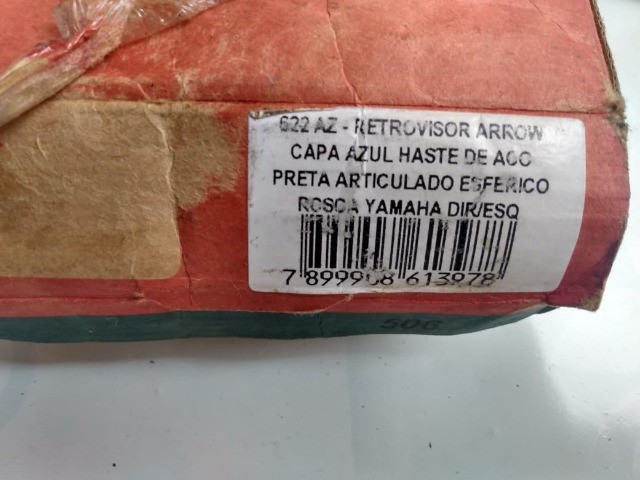 622 AZ - RETROVISOR ARROW
CAPA AZUL HASTE DE ACO
PRETA ARTICULADO ESFERICO
ROSCA YAMAHA DIR/ESQ
7 899908 613978
506